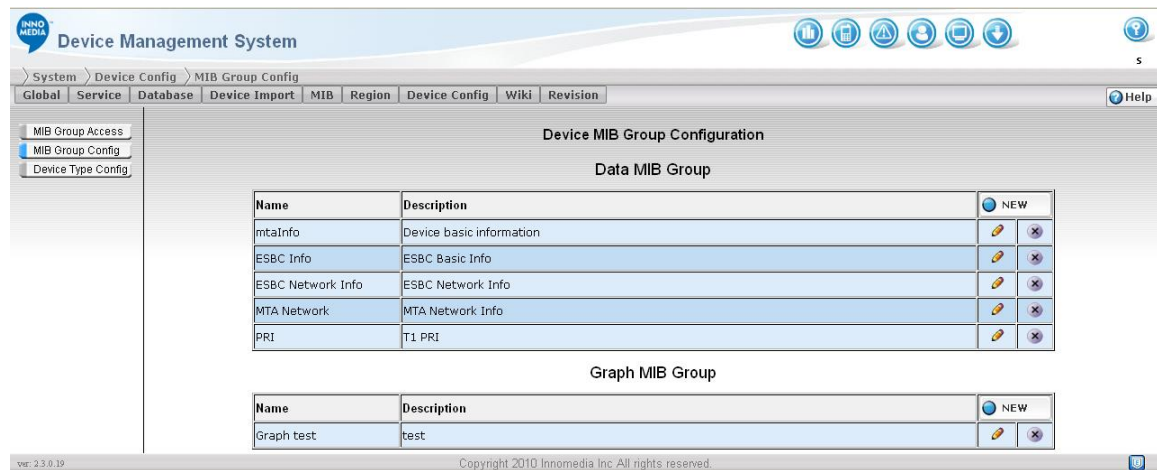 INNO
MEDIA
Device Management System
s
System Device Config MIB Group Config
Global Service Database Device Import MIB Region Device Config Wiki Revision Help
MIB Group Access
MIB Group Config
Device Type Config
Device MIB Group Configuration
Data MIB Group
Name Description NEW
mtaInfo Device basic information
ESBC Info ESBC Basic Info
ESBC Network Info ESBC Network Info
MTA Network MTA Network Info
PRI T1 PRI
Graph MIB Group
Name Description NEW
Graph test test
ver: 2.3.0.19 Copyright 2010 Innomedia Inc All rights reserved.